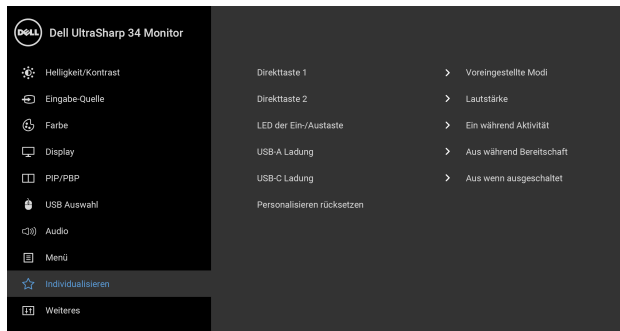 DELL Dell UltraSharp 34 Monitor
Helligkeit/Kontrast
Eingabe-Quelle
Farbe
Display
PIP/PBP
USB Auswahl
Audio
Menü
Individualisieren
Weiteres
Direkttaste 1 > Voreingestellte Modi
Direkttaste 2 > Lautstärke
LED der Ein-/Austaste > Ein während Aktivität
USB-A Ladung > Aus während Bereitschaft
USB-C Ladung > Aus wenn ausgeschaltet
Personalisieren rücksetzen